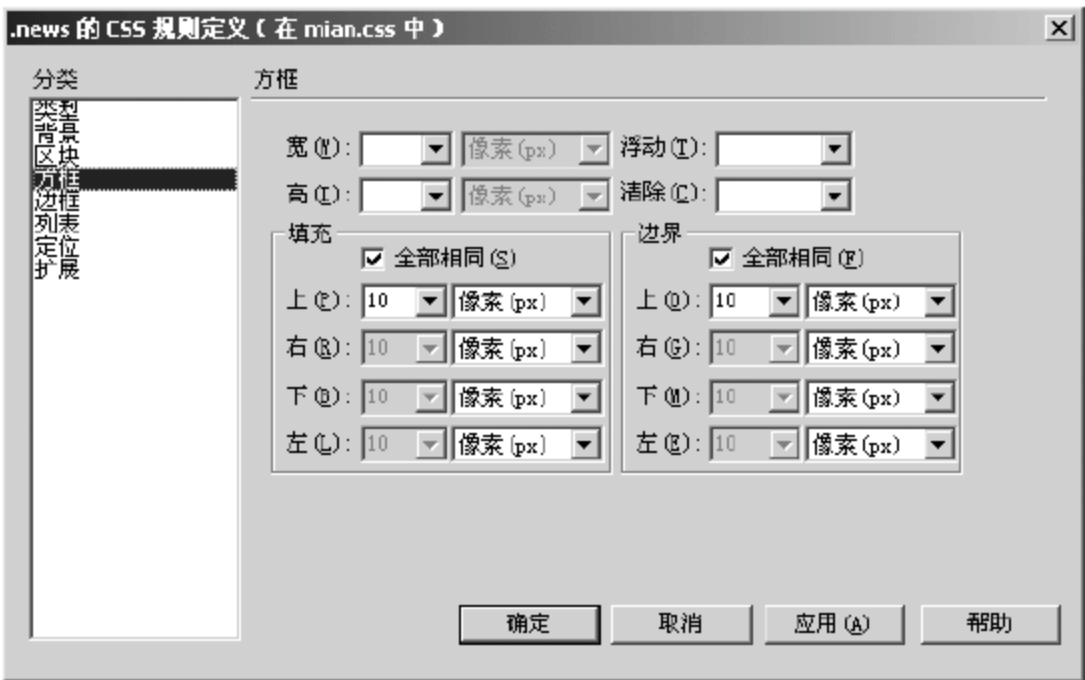 .news 的 CSS 规则定义(在 mian.css 中)
分类
类型
背景
区块
方框
边框
列表
定位
扩展
方框
宽(W): 像素(px) 浮动(T):
高(I): 像素(px) 清除(C):
填充 边界
全部相同(S) 全部相同(F)
上(P): 10 像素(px) 上(O): 10 像素(px)
右(R): 10 像素(px) 右(G): 10 像素(px)
下(B): 10 像素(px) 下(M): 10 像素(px)
左(L): 10 像素(px) 左(E): 10 像素(px)
确定 取消 应用(A) 帮助